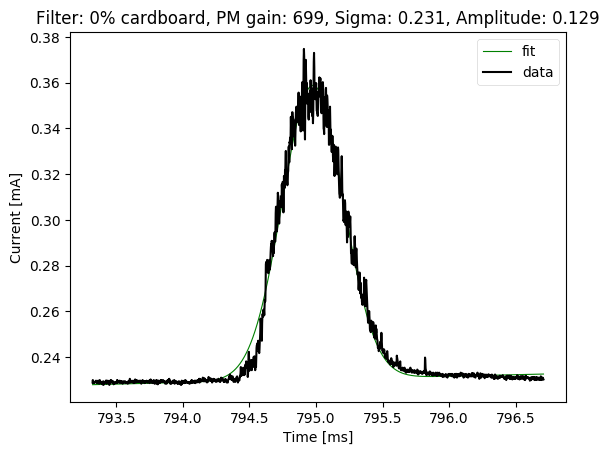 Filter: 0% cardboard, PM gain: 699, Sigma: 0.231, Amplitude: 0.129
fit
data
Current [mA]
0.38
0.36
0.34
0.32
0.30
0.28
0.26
0.24
793.5 794.0 794.5 795.0 795.5 796.0 796.5
Time [ms]